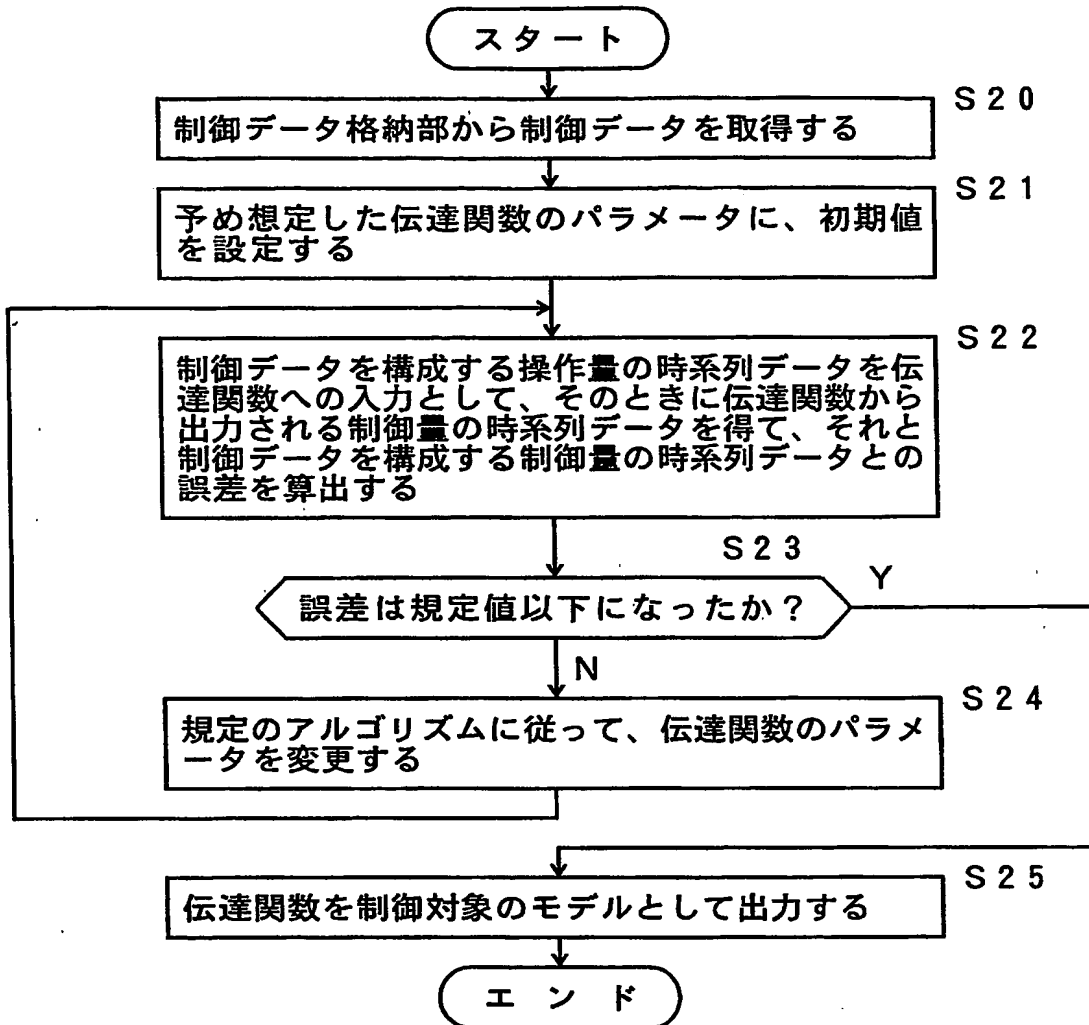 スタート
S20
制御データ格納部から制御データを取得する
S21
予め想定した伝達関数のパラメータに、初期値
を設定する
S22
制御データを構成する操作量の時系列データを伝
達関数への入力として、そのときに伝達関数から
出力される制御量の時系列データを得て、それと
制御データを構成する制御量の時系列データとの
誤差を算出する
S23
誤差は規定値以下になったか?
Y
N
S24
規定のアルゴリズムに従って、伝達関数のパラメ
ータを変更する
S25
伝達関数を制御対象のモデルとして出力する
エンド